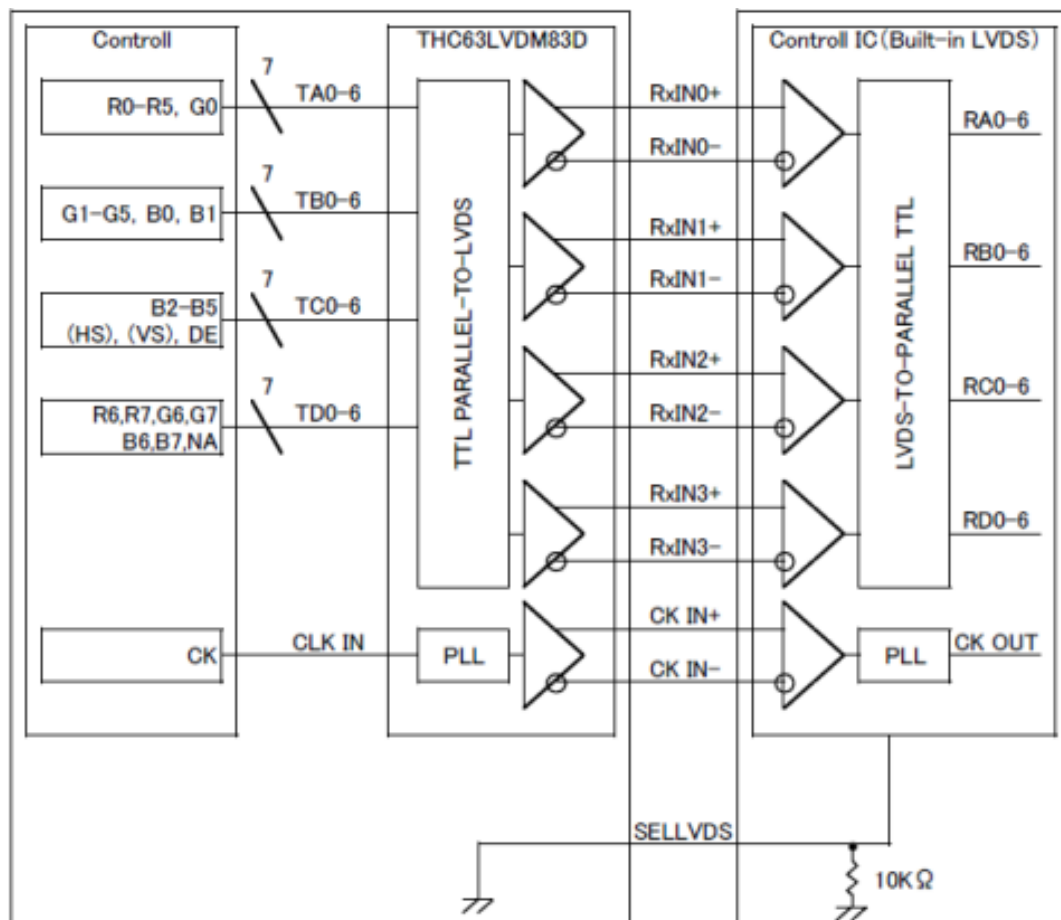 Controll
THC63LVDM83D
Controll IC(Built-in LVDS)
7
R0-R5, G0
TA0-6
RxIN0+
RxIN0-
RA0-6
7
G1-G5, B0, B1
TB0-6
RxIN1+
RxIN1-
RB0-6
7
B2-B5
(HS), (VS), DE
TC0-6
RxIN2+
RxIN2-
RC0-6
7
R6,R7,G6,G7
B6,B7,NA
TD0-6
RxIN3+
RxIN3-
RD0-6
TTL PARALLEL-TO-LVDS
LVDS-TO-PARALLEL TTL
CK
CLK IN
PLL
CK IN+
CK IN-
PLL
CK OUT
SELLVDS
10KΩ